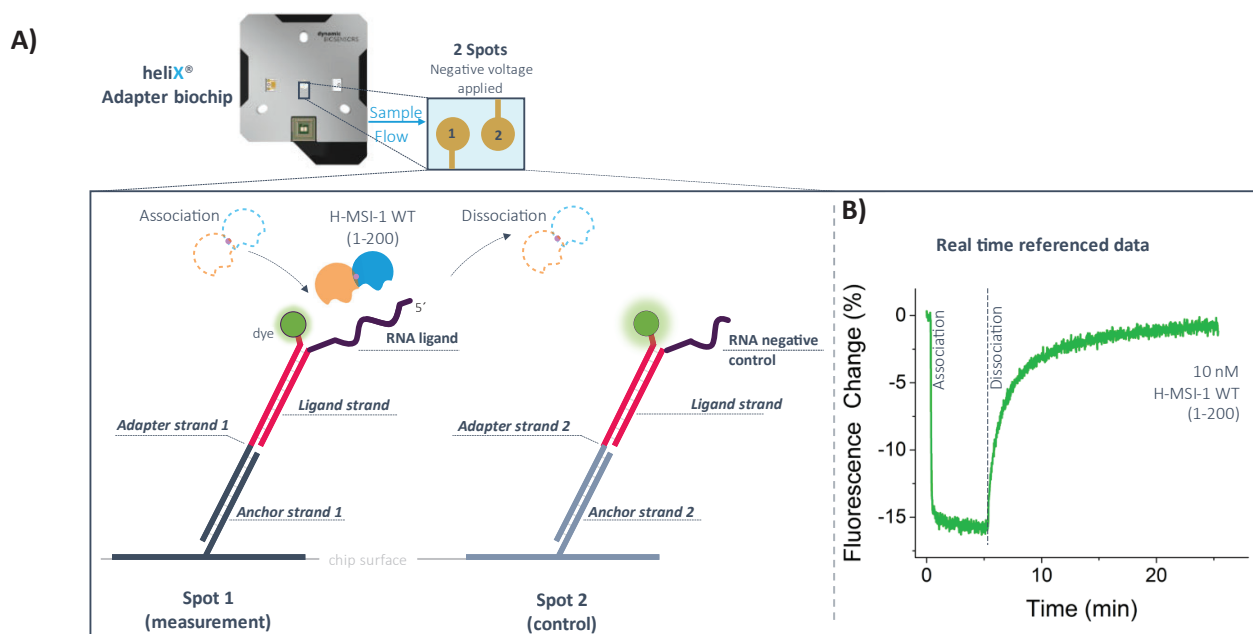 A)
heliX®
Adapter biochip
dynamic
BIOSENSORS
2 Spots
Negative voltage
applied
Sample
Flow
1
2
Association
H-MSI-1 WT
(1-200)
Dissociation
dye
5´
RNA ligand
RNA negative
control
Ligand strand
Ligand strand
Adapter strand 1
Adapter strand 2
Anchor strand 1
Anchor strand 2
chip surface
Spot 1
(measurement)
Spot 2
(control)
B)
Real time referenced data
Fluorescence Change (%)
0
-5
-10
-15
Association
Dissociation
10 nM
H-MSI-1 WT
(1-200)
0
10
20
Time (min)